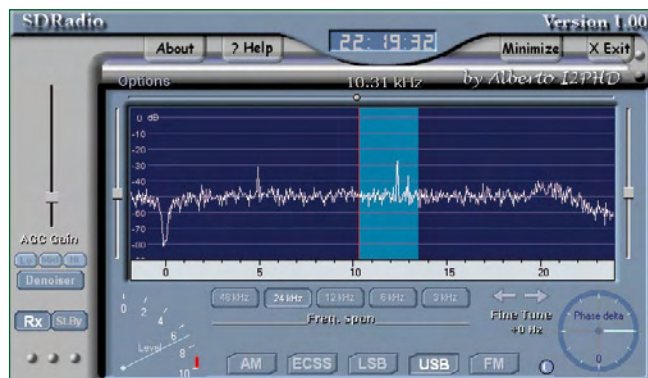 SDRadio
Version 1.00
About
? Help
22:19:32
Minimize
X Exit
Options
10.31 kHz
by Alberto I2PHD
0 dB
-10
-20
-30
-40
-50
-60
-70
-80
0 5 10 15 20
AGC Gain
Lo Mid Hi
Denoiser
48 kHz 24 kHz 12 kHz 6 kHz 3 kHz
Freq. span
Fine Tune
+0 Hz
Phase delta
0
0 2 4 6 8 10
Level
Rx St.By
AM ECSS LSB USB FM